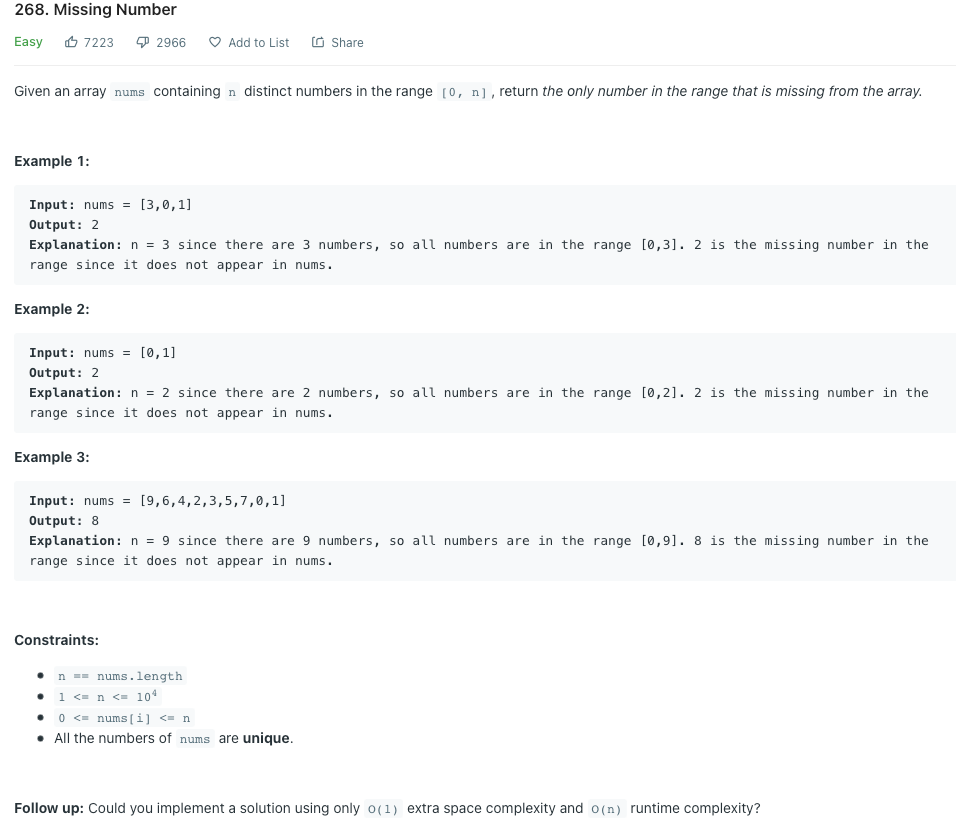 268. Missing Number
Easy 7223 2966 Add to List Share
Given an array nums containing n distinct numbers in the range [0, n], return the only number in the range that is missing from the array.
Example 1:
Input: nums = [3,0,1]
Output: 2
Explanation: n = 3 since there are 3 numbers, so all numbers are in the range [0,3]. 2 is the missing number in the
range since it does not appear in nums.
Example 2:
Input: nums = [0,1]
Output: 2
Explanation: n = 2 since there are 2 numbers, so all numbers are in the range [0,2]. 2 is the missing number in the
range since it does not appear in nums.
Example 3:
Input: nums = [9,6,4,2,3,5,7,0,1]
Output: 8
Explanation: n = 9 since there are 9 numbers, so all numbers are in the range [0,9]. 8 is the missing number in the
range since it does not appear in nums.
Constraints:
• n == nums.length
• 1 <= n <= 10⁴
• 0 <= nums[i] <= n
• All the numbers of nums are unique.
Follow up: Could you implement a solution using only O(1) extra space complexity and O(n) runtime complexity?